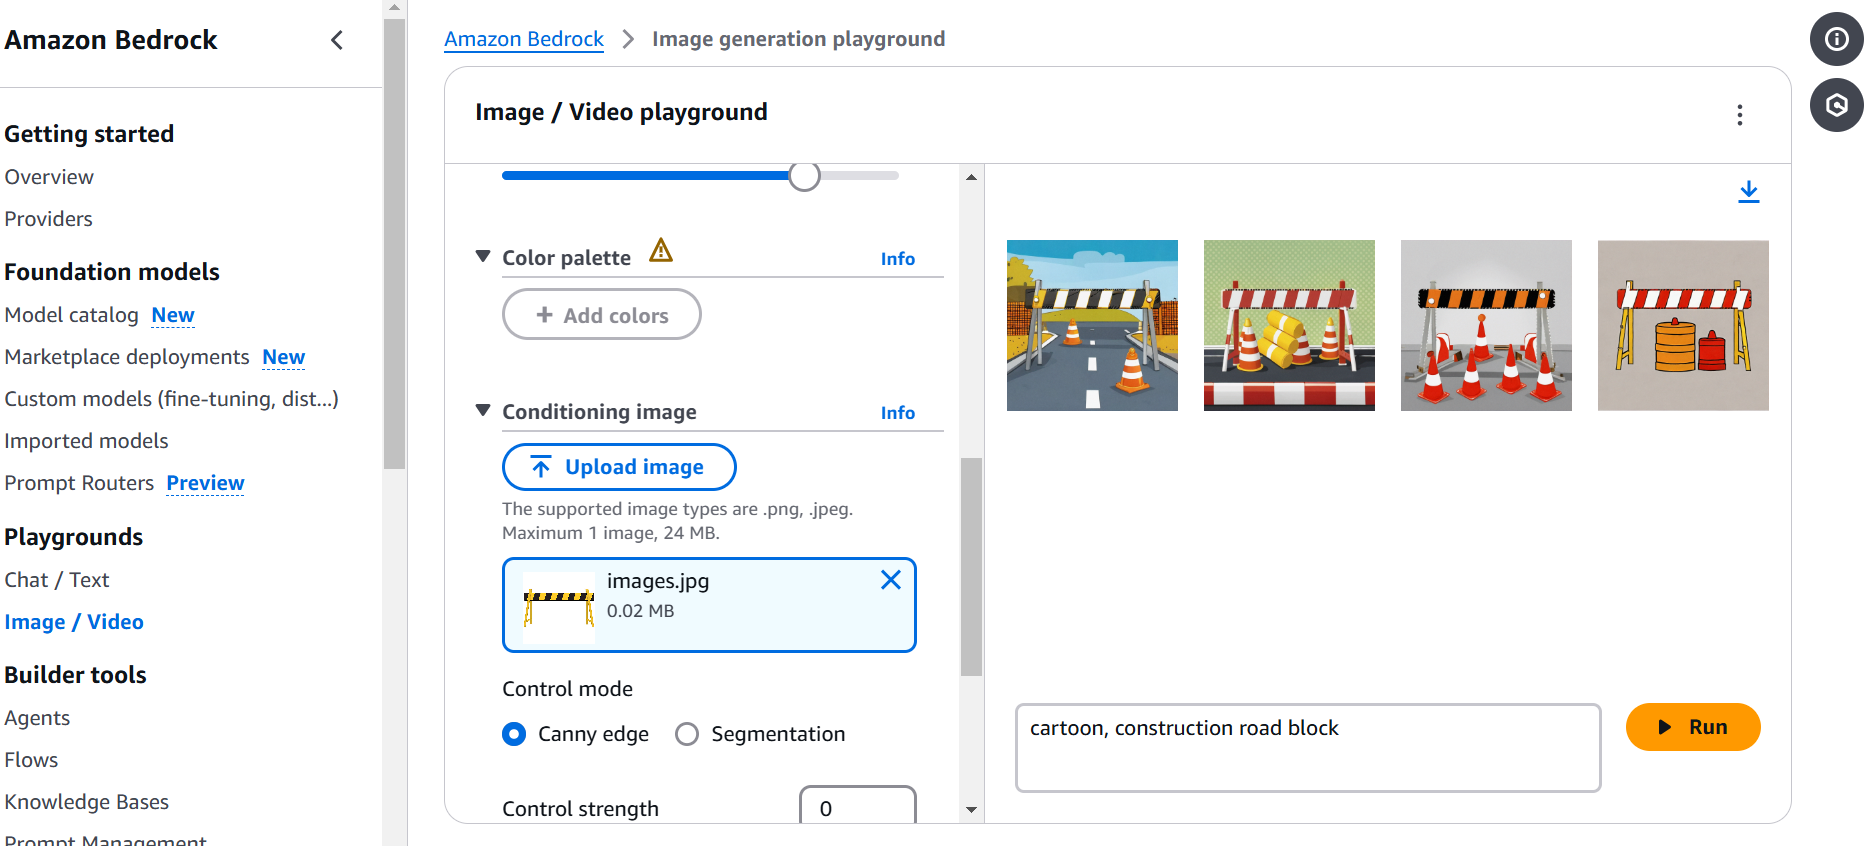 Amazon Bedrock
Getting started
Overview
Providers
Foundation models
Model catalog New
Marketplace deployments New
Custom models (fine-tuning, dist...)
Imported models
Prompt Routers Preview
Playgrounds
Chat / Text
Image / Video
Builder tools
Agents
Flows
Knowledge Bases
Prompt Management
Amazon Bedrock > Image generation playground
Image / Video playground
Color palette Info
+ Add colors
Conditioning image Info
Upload image
The supported image types are .png, .jpeg.
Maximum 1 image, 24 MB.
images.jpg
0.02 MB
Control mode
Canny edge Segmentation
Control strength 0
cartoon, construction road block
Run